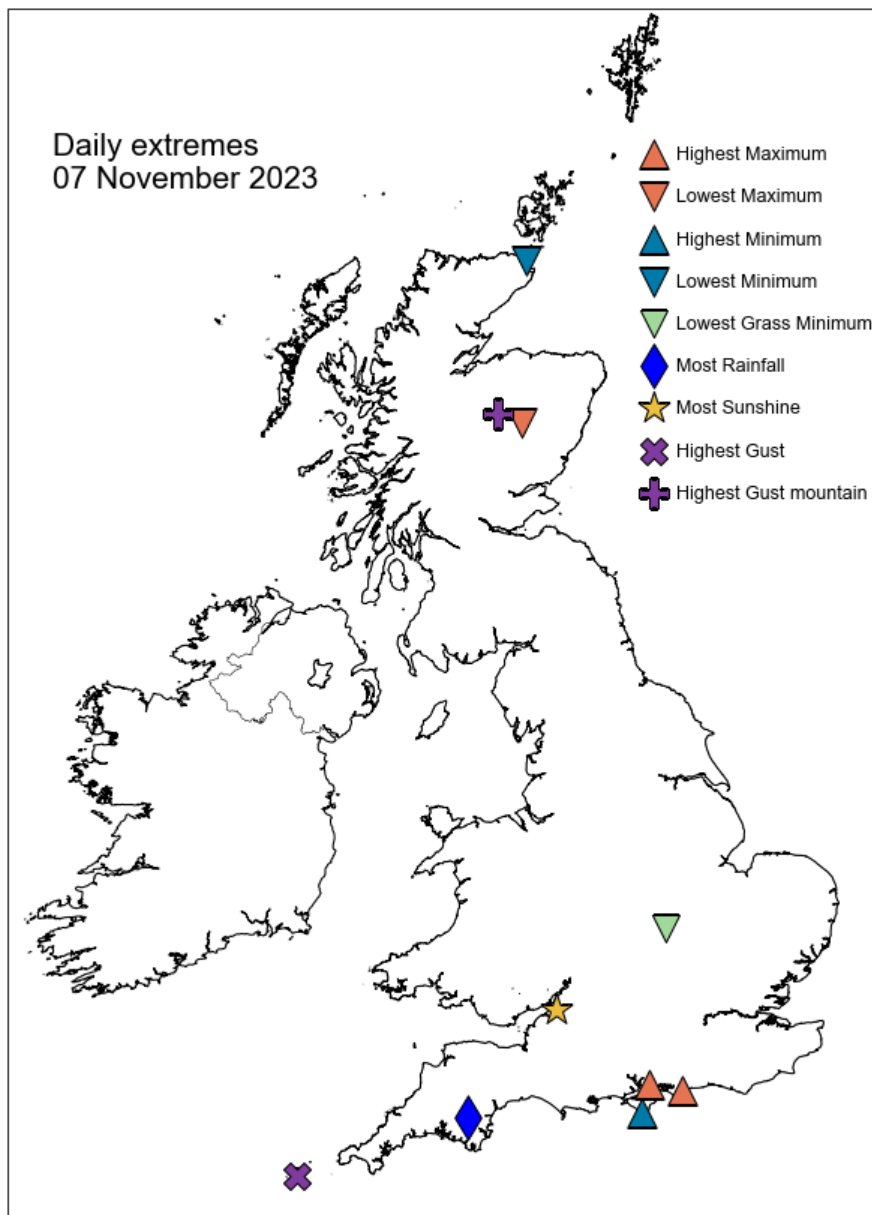 Daily extremes
07 November 2023
Highest Maximum
Lowest Maximum
Highest Minimum
Lowest Minimum
Lowest Grass Minimum
Most Rainfall
Most Sunshine
Highest Gust
Highest Gust mountain